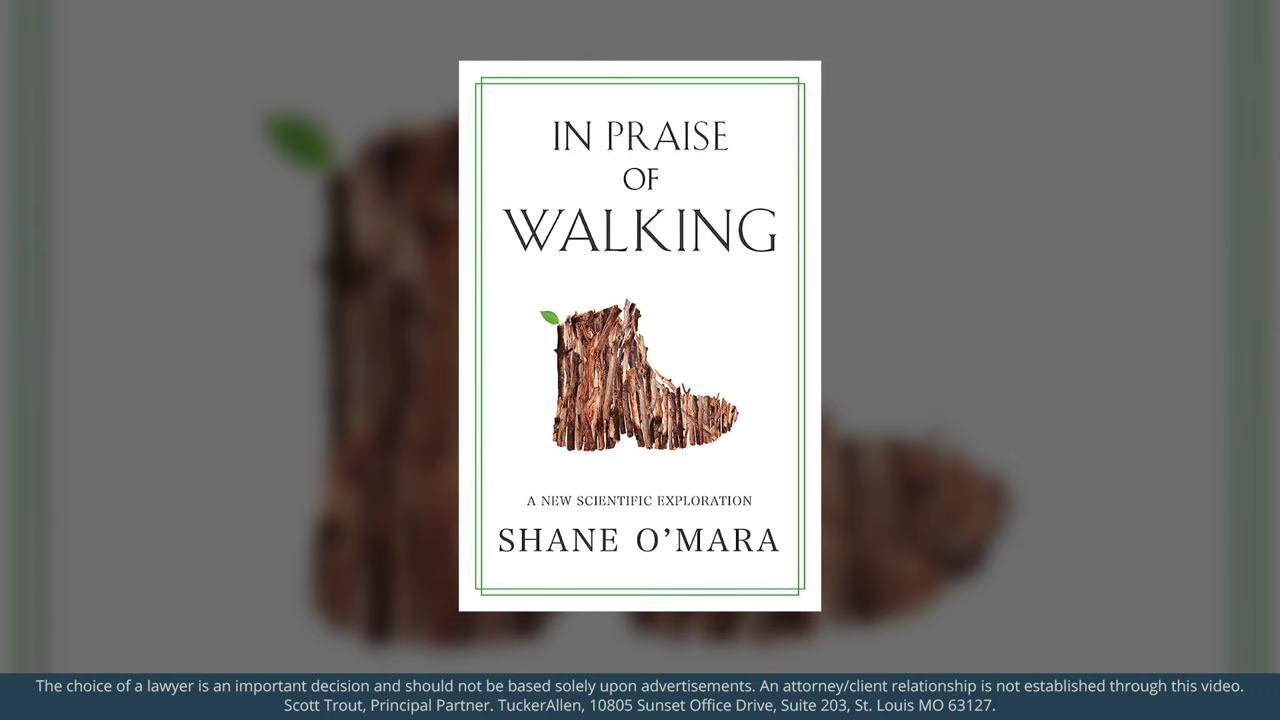 IN PRAISE
OF
WALKING
A NEW SCIENTIFIC EXPLORATION
SHANE O'MARA
The choice of a lawyer is an important decision and should not be based solely upon advertisements. An attorney/client relationship is not established through this video.
Scott Trout, Principal Partner. TuckerAllen, 10805 Sunset Office Drive, Suite 203, St. Louis MO 63127.